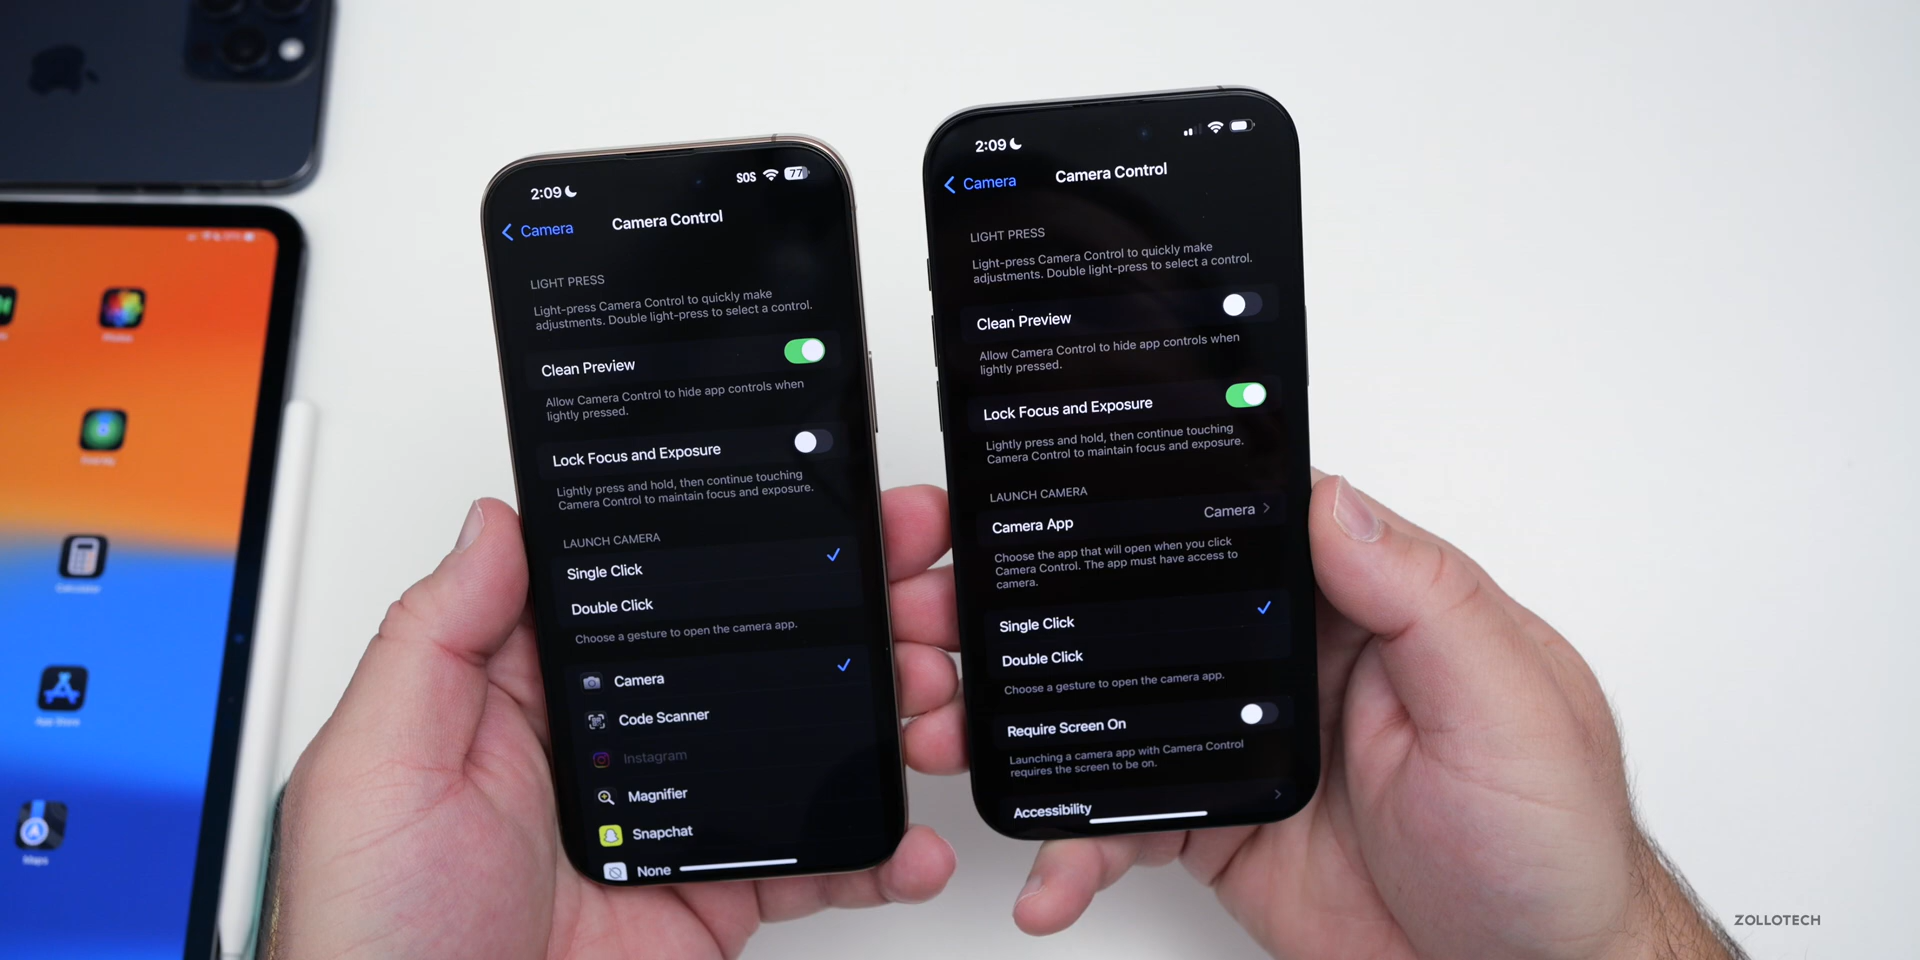 2:09
SOS
77
Camera
Camera Control
LIGHT PRESS
Light-press Camera Control to quickly make
adjustments. Double light-press to select a control.
Clean Preview
Allow Camera Control to hide app controls when
lightly pressed.
Lock Focus and Exposure
Lightly press and hold, then continue touching
Camera Control to maintain focus and exposure.
LAUNCH CAMERA
Single Click
Double Click
Choose a gesture to open the camera app.
Camera
Code Scanner
Instagram
Magnifier
Snapchat
None
2:09
Camera
Camera Control
LIGHT PRESS
Light-press Camera Control to quickly make
adjustments. Double light-press to select a control.
Clean Preview
Allow Camera Control to hide app controls when
lightly pressed.
Lock Focus and Exposure
Lightly press and hold, then continue touching
Camera Control to maintain focus and exposure.
LAUNCH CAMERA
Camera App
Camera
Choose the app that will open when you click
Camera Control. The app must have access to
camera.
Single Click
Double Click
Choose a gesture to open the camera app.
Require Screen On
Launching a camera app with Camera Control
requires the screen to be on.
Accessibility
Photos
Find My
Calculator
App Store
Maps
ZOLLOTECH